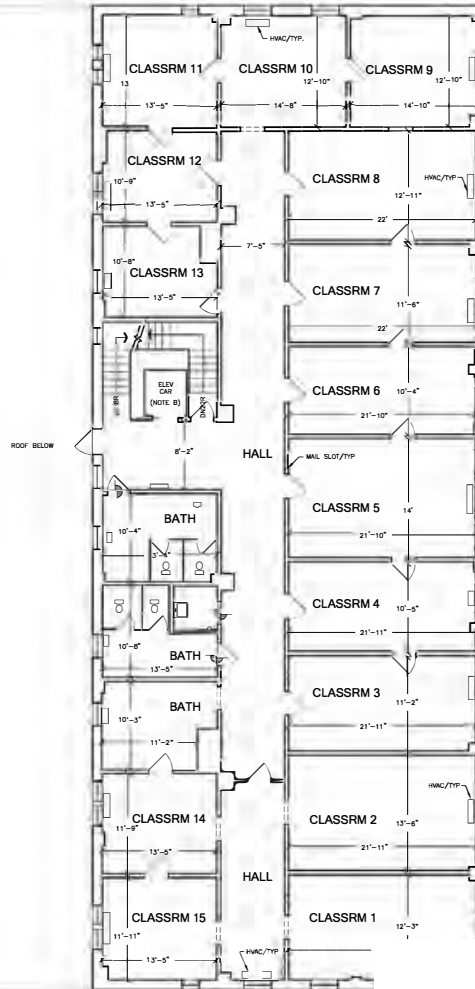 HVAC/TYP.
CLASSRM 11
CLASSRM 10
CLASSRM 9
13
12'-10"
12'-10"
13'-5"
14'-8"
14'-10"
CLASSRM 12
10'-9"
13'-5"
CLASSRM 8
HVAC/TYP
12'-11"
22'
7'-5"
10'-8"
CLASSRM 13
13'-5"
CLASSRM 7
11'-6"
22'
ELEV
CAR
(NOTE B)
CLASSRM 6
10'-4"
21'-10"
ROOF BELOW
8'-2"
HALL
MAIL SLOT/TYP
BATH
10'-4"
CLASSRM 5
14'
21'-10"
CLASSRM 4
10'-5"
21'-11"
10'-8"
BATH
13'-5"
CLASSRM 3
11'-2"
21'-11"
BATH
10'-3"
11'-2"
HVAC/TYP
CLASSRM 14
11'-9"
13'-5"
CLASSRM 2
13'-6"
21'-11"
HALL
CLASSRM 15
11'-11"
13'-5"
CLASSRM 1
12'-3"
HVAC/TYP